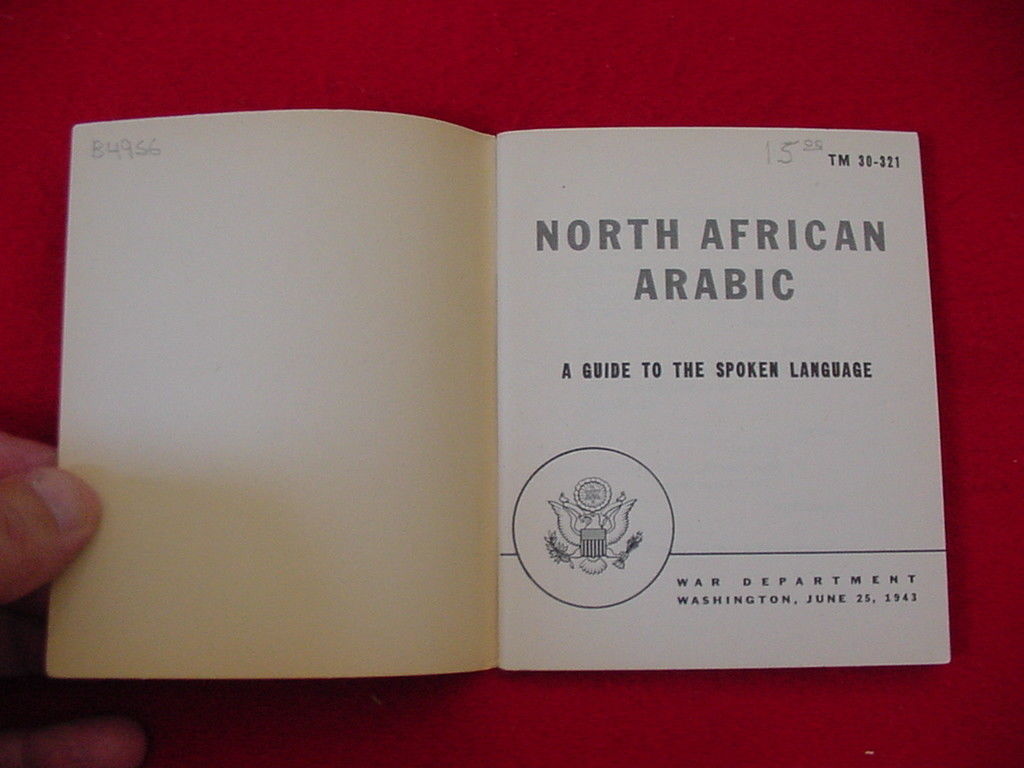 B4956
15 00
TM 30-321
NORTH AFRICAN
ARABIC
A GUIDE TO THE SPOKEN LANGUAGE
WAR DEPARTMENT
WASHINGTON, JUNE 25, 1943